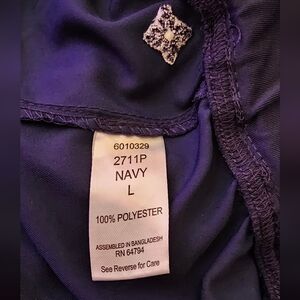 6010329
2711P
NAVY
L
100% POLYESTER
ASSEMBLED IN BANGLADESH
RN 64794
See Reverse for Care